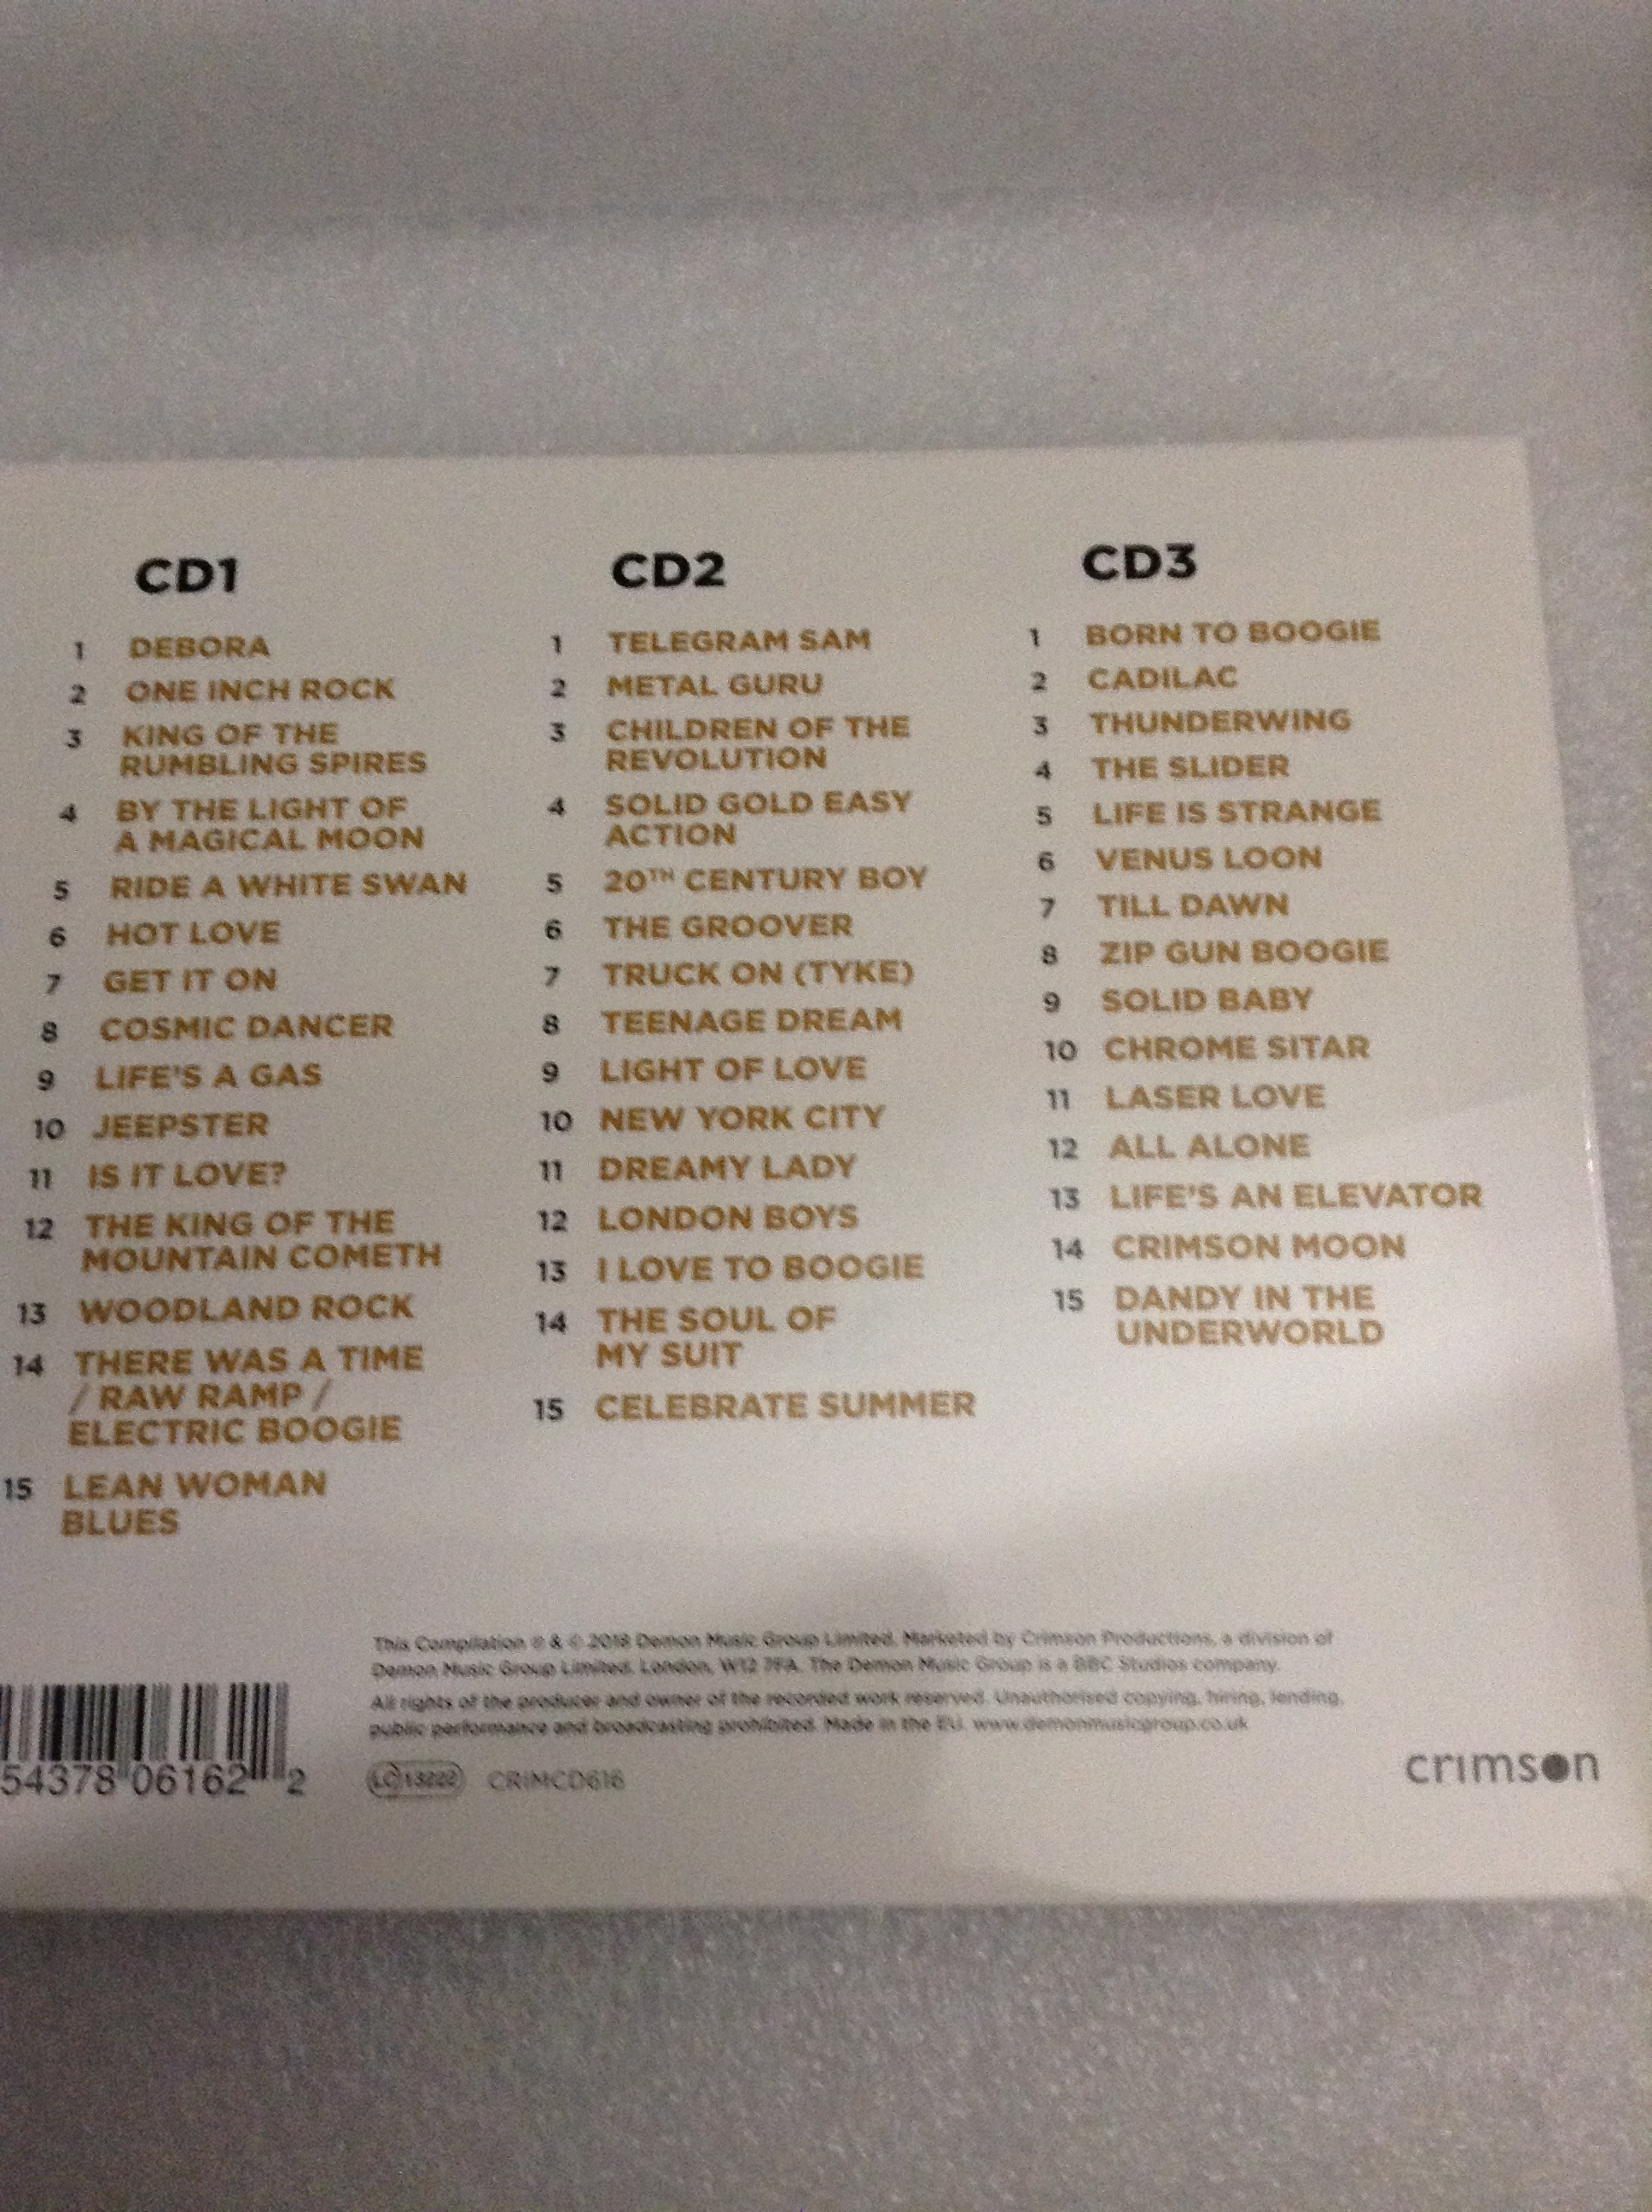 CD1
1 DEBORA
2 ONE INCH ROCK
3 KING OF THE
RUMBLING SPIRES
4 BY THE LIGHT OF
A MAGICAL MOON
5 RIDE A WHITE SWAN
6 HOT LOVE
7 GET IT ON
8 COSMIC DANCER
9 LIFE'S A GAS
10 JEEPSTER
11 IS IT LOVE?
12 THE KING OF THE
MOUNTAIN COMETH
13 WOODLAND ROCK
14 THERE WAS A TIME
/ RAW RAMP /
ELECTRIC BOOGIE
15 LEAN WOMAN
BLUES
CD2
1 TELEGRAM SAM
2 METAL GURU
3 CHILDREN OF THE
REVOLUTION
4 SOLID GOLD EASY
ACTION
5 20TH CENTURY BOY
6 THE GROOVER
7 TRUCK ON (TYKE)
8 TEENAGE DREAM
9 LIGHT OF LOVE
10 NEW YORK CITY
11 DREAMY LADY
12 LONDON BOYS
13 I LOVE TO BOOGIE
14 THE SOUL OF
MY SUIT
15 CELEBRATE SUMMER
CD3
1 BORN TO BOOGIE
2 CADILAC
3 THUNDERWING
4 THE SLIDER
5 LIFE IS STRANGE
6 VENUS LOON
7 TILL DAWN
8 ZIP GUN BOOGIE
9 SOLID BABY
10 CHROME SITAR
11 LASER LOVE
12 ALL ALONE
13 LIFE'S AN ELEVATOR
14 CRIMSON MOON
15 DANDY IN THE
UNDERWORLD
This Compilation ℗ & © 2018 Demon Music Group Limited. Marketed by Crimson Productions, a division of
Demon Music Group Limited. London, W12 7FA. The Demon Music Group is a BBC Studios company.
All rights of the producer and owner of the recorded work reserved. Unauthorised copying, hiring, lending,
public performance and broadcasting prohibited. Made in the EU. www.demonmusicgroup.co.uk
54378 06162 2
LC 13222 CRIMCD616
crimson